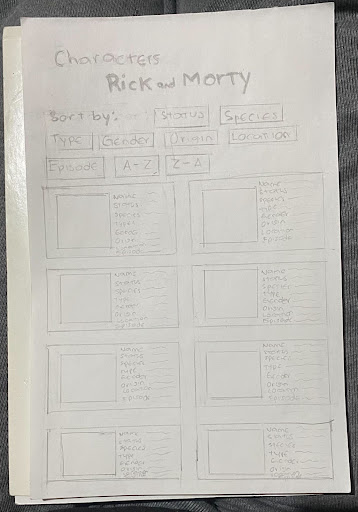 Characters
Rick and Morty
Sort by: Status Species
Type Gender Origin Location
Episode A-Z Z-A
Name
Status
Species
Type
Gender
Origin
Location
Episode
Name
Status
Species
Type
Gender
Origin
Location
Episode
Name
Status
Species
Type
Gender
Origin
Location
Episode
Name
Status
Species
Type
Gender
Origin
Location
Episode
Name
Status
Species
Type
Gender
Origin
Location
Episode
Name
Status
Species
Type
Gender
Origin
Location
Episode
Name
Status
Species
Type
Gender
Origin
Name
Status
Species
Type
Gender
Origin